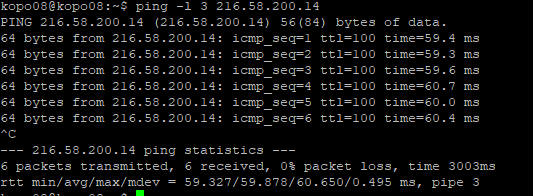 kopo08@kopo08:~$ ping -l 3 216.58.200.14
PING 216.58.200.14 (216.58.200.14) 56(84) bytes of data.
64 bytes from 216.58.200.14: icmp_seq=1 ttl=100 time=59.4 ms
64 bytes from 216.58.200.14: icmp_seq=2 ttl=100 time=59.3 ms
64 bytes from 216.58.200.14: icmp_seq=3 ttl=100 time=59.6 ms
64 bytes from 216.58.200.14: icmp_seq=4 ttl=100 time=60.7 ms
64 bytes from 216.58.200.14: icmp_seq=5 ttl=100 time=60.0 ms
64 bytes from 216.58.200.14: icmp_seq=6 ttl=100 time=60.4 ms
^C
--- 216.58.200.14 ping statistics ---
6 packets transmitted, 6 received, 0% packet loss, time 3003ms
rtt min/avg/max/mdev = 59.327/59.878/60.650/0.495 ms, pipe 3